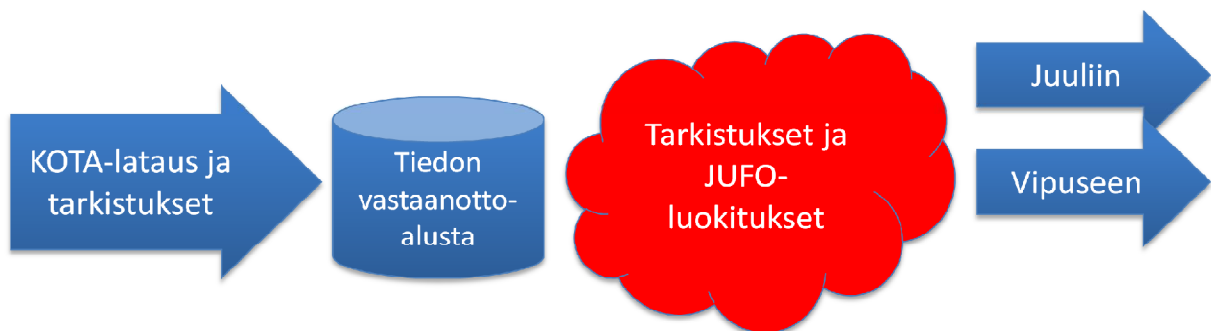 KOTA-lataus ja
tarkistukset
Tiedon
vastaanotto-
alusta
Tarkistukset ja
JUFO-
luokitukset
Juuliin
Vipuseen